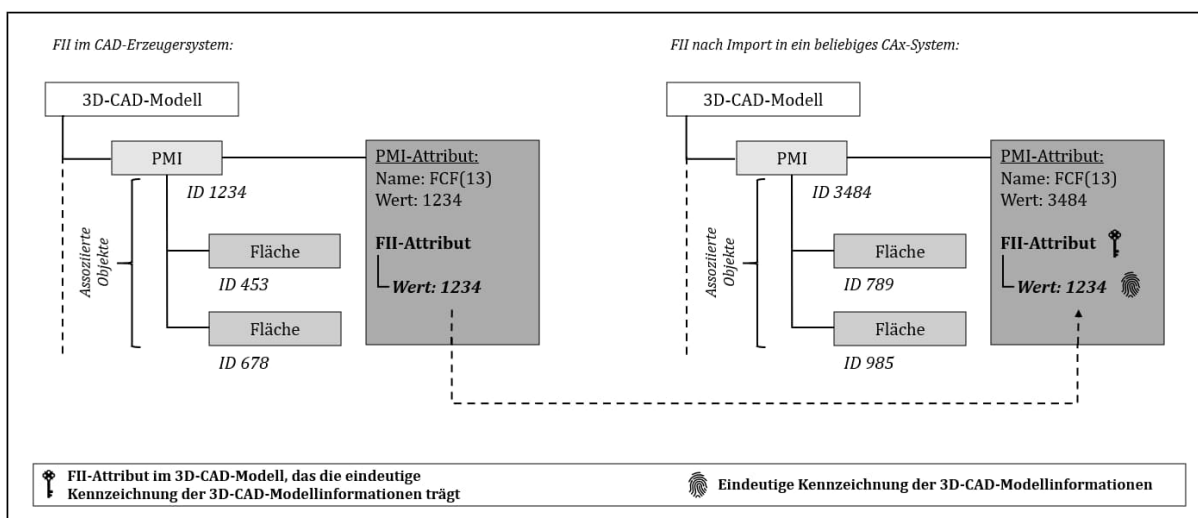 FII im CAD-Erzeugersystem:
3D-CAD-Modell
PMI
ID 1234
Assoziierte
Objekte
Fläche
ID 453
Fläche
ID 678
PMI-Attribut:
Name: FCF(13)
Wert: 1234
FII-Attribut
Wert: 1234
FII nach Import in ein beliebiges CAx-System:
3D-CAD-Modell
PMI
ID 3484
Assoziierte
Objekte
Fläche
ID 789
Fläche
ID 985
PMI-Attribut:
Name: FCF(13)
Wert: 3484
FII-Attribut
Wert: 1234
FII-Attribut im 3D-CAD-Modell, das die eindeutige
Kennzeichnung der 3D-CAD-Modellinformationen trägt
Eindeutige Kennzeichnung der 3D-CAD-Modellinformationen